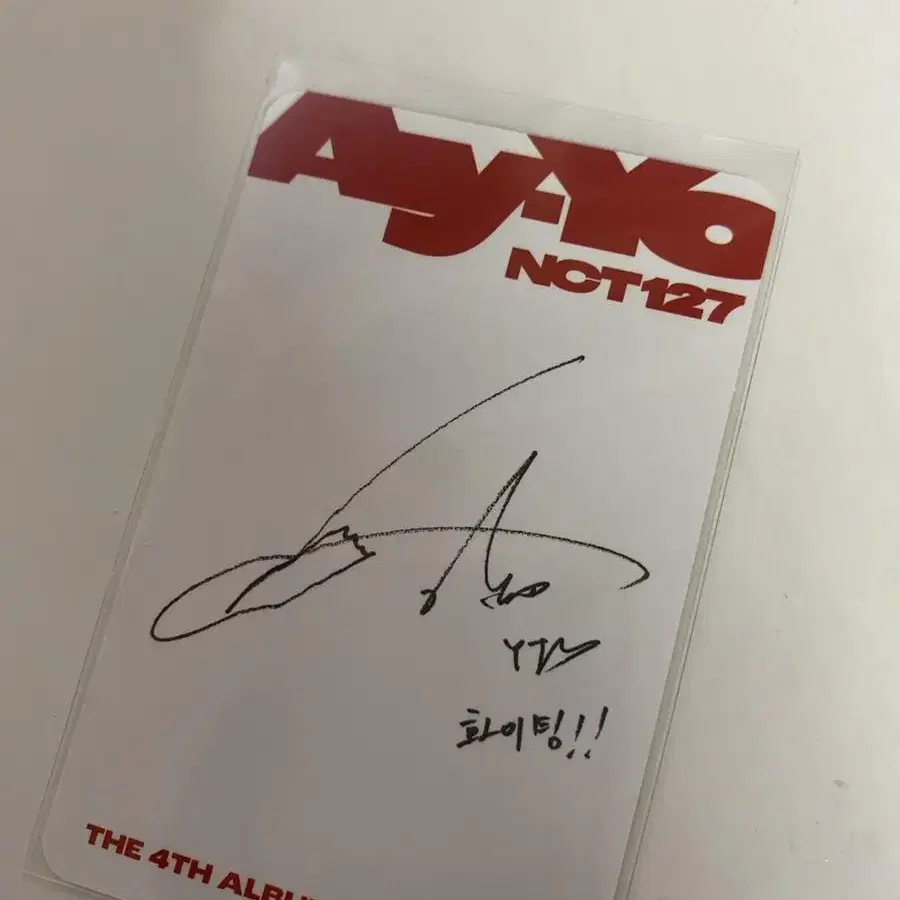 Ay-Yo
NCT127
화이팅!!
THE 4TH ALBU